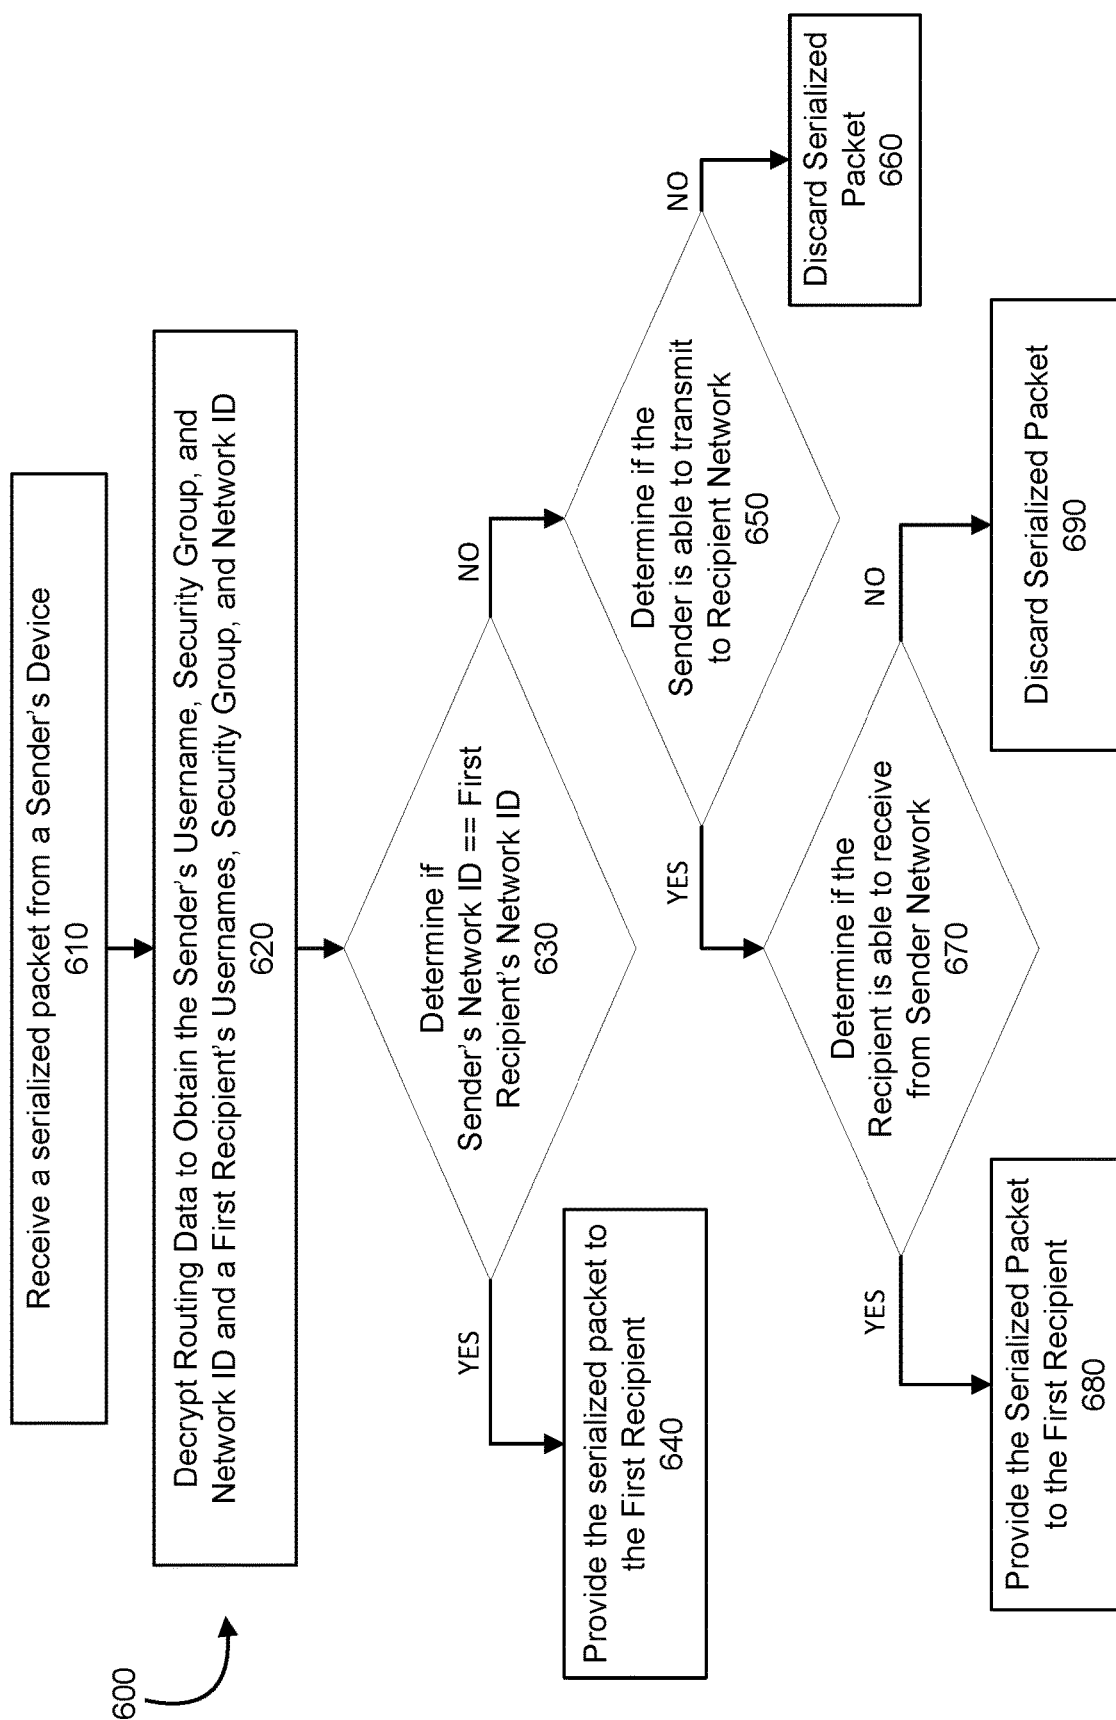 600
Receive a serialized packet from a Sender's Device
610
Decrypt Routing Data to Obtain the Sender's Username, Security Group, and
Network ID and a First Recipient's Usernames, Security Group, and Network ID
620
Determine if
Sender's Network ID == First
Recipient's Network ID
630
YES
NO
Provide the serialized packet to
the First Recipient
640
Determine if the
Sender is able to transmit
to Recipient Network
650
YES
NO
Discard Serialized
Packet
660
Determine if the
Recipient is able to receive
from Sender Network
670
YES
NO
Provide the Serialized Packet
to the First Recipient
680
Discard Serialized Packet
690